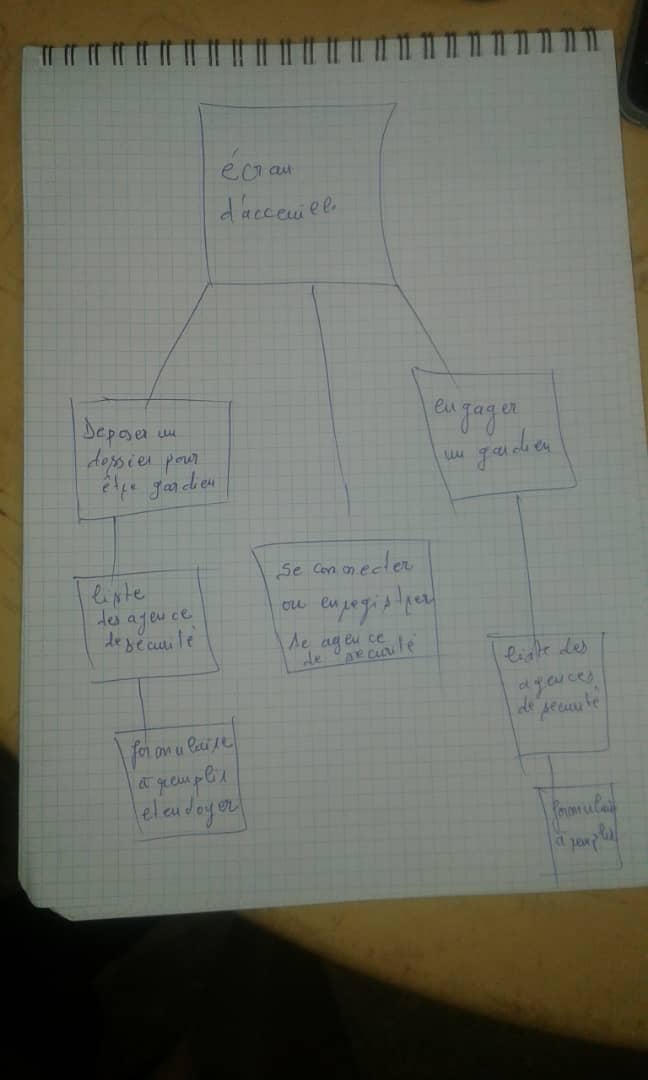 écran
d'acceuil
Deposer un
dossier pour
être gardien
engager
un gardien
liste
des agence
de securité
se connecter
ou enregistrer
se agence
de securité
liste des
agences
de securité
formulaire
à remplir
et envoyer
formulaire
à remplir